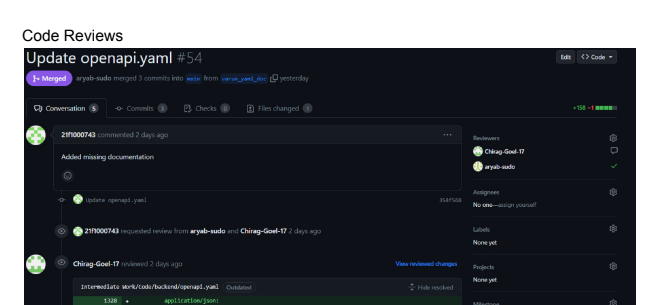 Code Reviews
Update openapi.yaml #54
Edit
<> Code
Merged
aryab-sudo merged 3 commits into main from varun_yaml_doc yesterday
Conversation 5
Commits 3
Checks 0
Files changed 1
+158 -1
21f1000743 commented 2 days ago
Added missing documentation
Update openapi.yaml
358f568
21f1000743 requested review from aryab-sudo and Chirag-Goel-17 2 days ago
Chirag-Goel-17 reviewed 2 days ago
View reviewed changes
Intermediate Work/code/backend/openapi.yaml Outdated
Hide resolved
1328 + application/json:
Reviewers
Chirag-Goel-17
aryab-sudo
Assignees
No one—assign yourself
Labels
None yet
Projects
None yet
Milestone